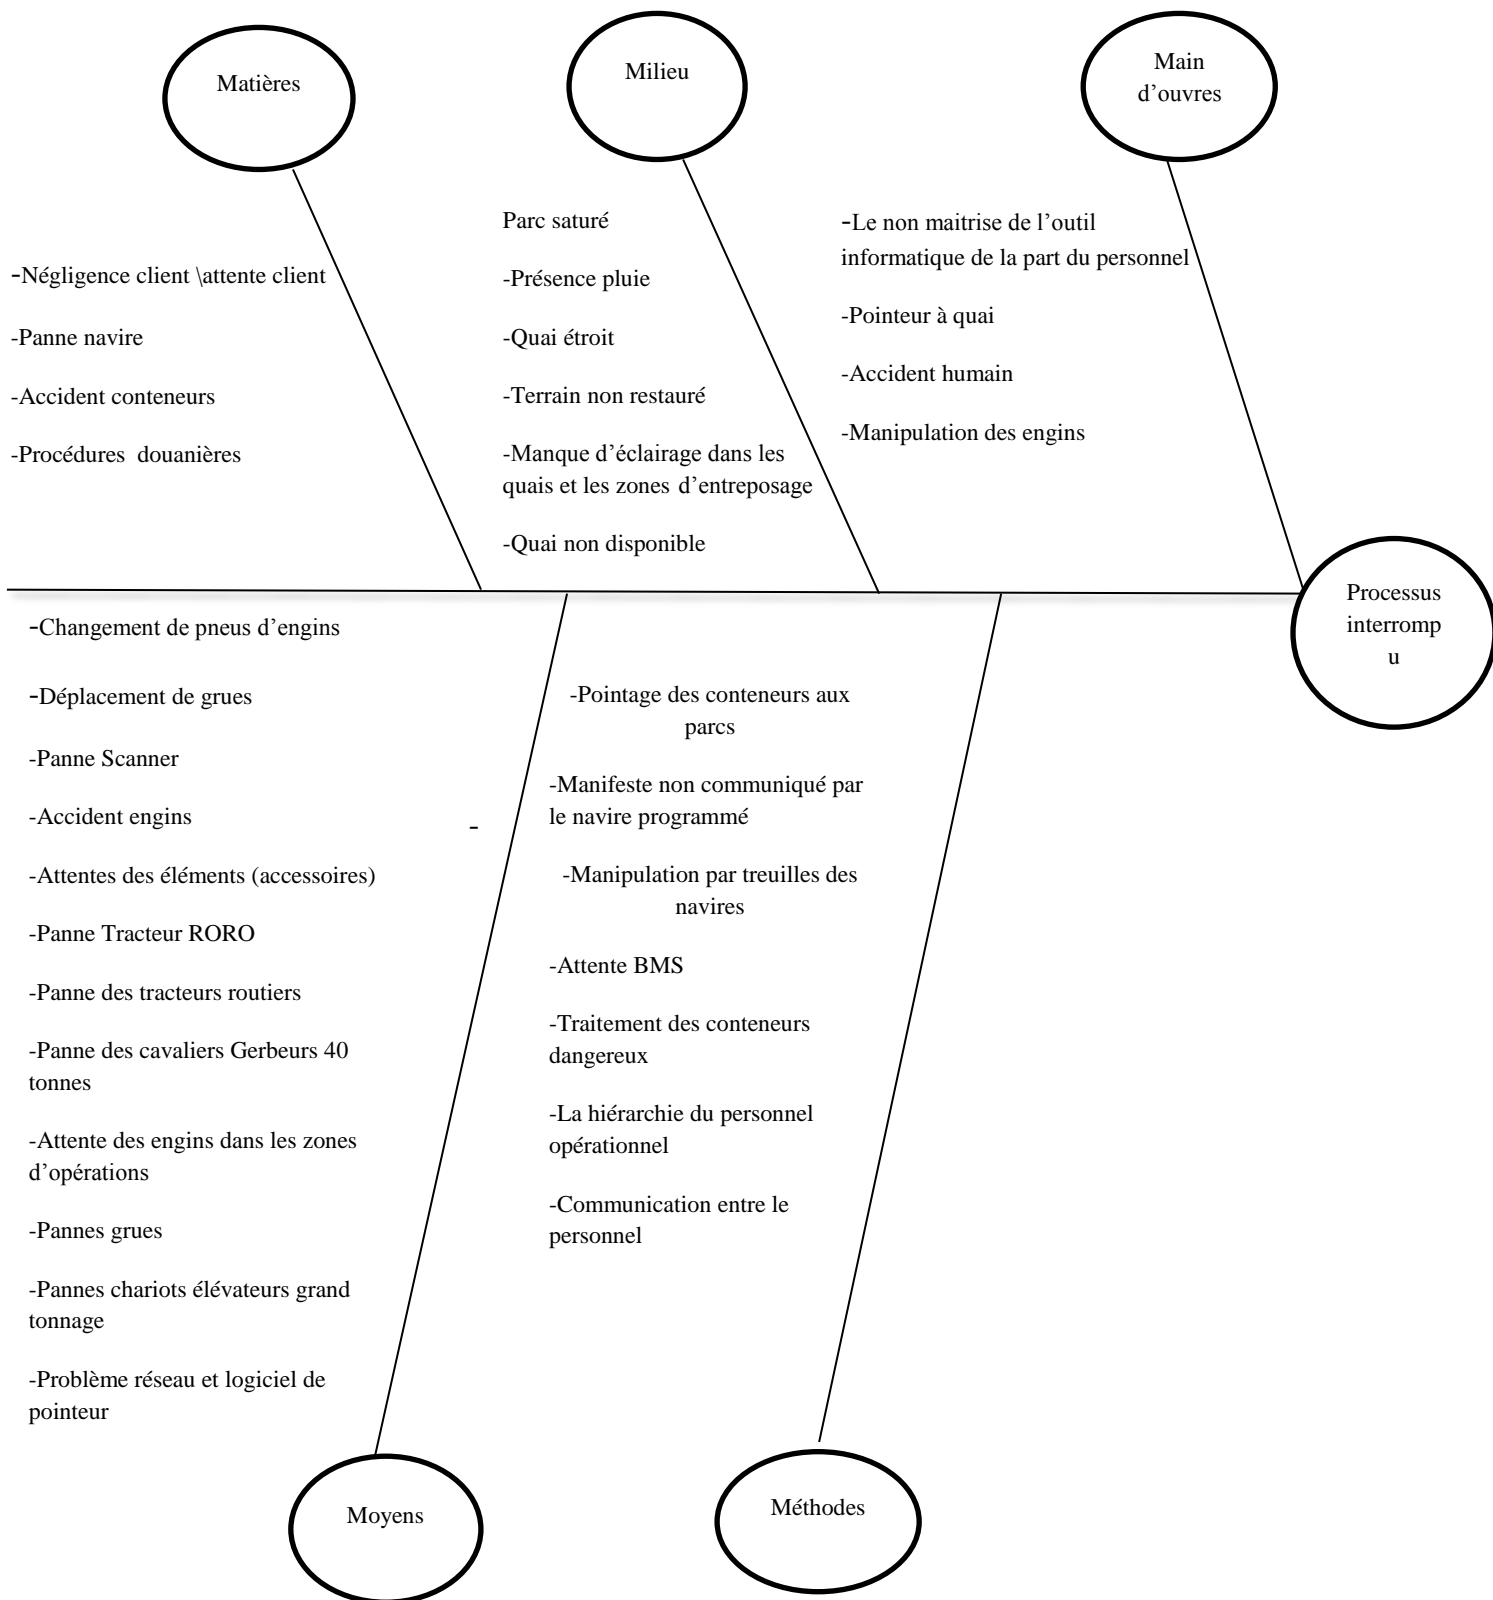 Matières
Milieu
Main
d’ouvres
-Négligence client \attente client
-Panne navire
-Accident conteneurs
-Procédures douanières
Parc saturé
-Présence pluie
-Quai étroit
-Terrain non restauré
-Manque d’éclairage dans les
quais et les zones d’entreposage
-Quai non disponible
-Le non maitrise de l’outil
informatique de la part du personnel
-Pointeur à quai
-Accident humain
-Manipulation des engins
Processus
interromp
u
-Changement de pneus d’engins
-Déplacement de grues
-Panne Scanner
-Accident engins
-Attentes des éléments (accessoires)
-Panne Tracteur RORO
-Panne des tracteurs routiers
-Panne des cavaliers Gerbeurs 40
tonnes
-Attente des engins dans les zones
d’opérations
-Pannes grues
-Pannes chariots élévateurs grand
tonnage
-Problème réseau et logiciel de
pointeur
-
-Pointage des conteneurs aux
parcs
-Manifeste non communiqué par
le navire programmé
-Manipulation par treuilles des
navires
-Attente BMS
-Traitement des conteneurs
dangereux
-La hiérarchie du personnel
opérationnel
-Communication entre le
personnel
Moyens
Méthodes